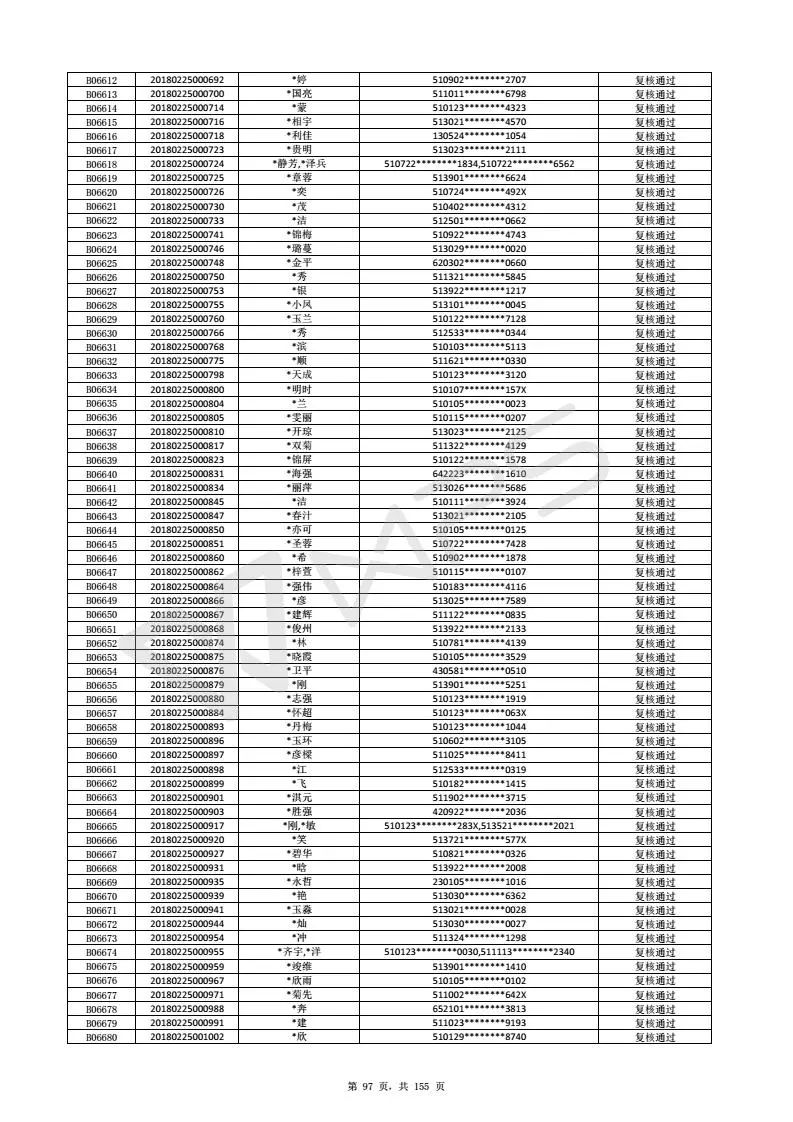 B06612 20180225000692 *婷 510902********2707 复核通过
B06613 20180225000700 *国亮 511011********6798 复核通过
B06614 20180225000714 *蒙 510123********4323 复核通过
B06615 20180225000716 *相宇 513021********4570 复核通过
B06616 20180225000718 *利佳 130524********1054 复核通过
B06617 20180225000723 *贵明 513023********2111 复核通过
B06618 20180225000724 *静芳,*泽兵 510722********1834,510722********6562 复核通过
B06619 20180225000725 *章蓉 513901********6624 复核通过
B06620 20180225000726 *奕 510724********492X 复核通过
B06621 20180225000730 *茂 510402********4312 复核通过
B06622 20180225000733 *洁 512501********0662 复核通过
B06623 20180225000741 *锦梅 510922********4743 复核通过
B06624 20180225000746 *璐蔓 513029********0020 复核通过
B06625 20180225000748 *金平 620302********0660 复核通过
B06626 20180225000750 *秀 511321********5845 复核通过
B06627 20180225000753 *银 513922********1217 复核通过
B06628 20180225000755 *小凤 513101********0045 复核通过
B06629 20180225000760 *玉兰 510122********7128 复核通过
B06630 20180225000766 *秀 512533********0344 复核通过
B06631 20180225000768 *滨 510103********5113 复核通过
B06632 20180225000775 *顺 511621********0330 复核通过
B06633 20180225000798 *天成 510123********3120 复核通过
B06634 20180225000800 *明时 510107********157X 复核通过
B06635 20180225000804 *兰 510105********0023 复核通过
B06636 20180225000805 *雯丽 510115********0207 复核通过
B06637 20180225000810 *开琼 513023********2125 复核通过
B06638 20180225000817 *双菊 511322********4129 复核通过
B06639 20180225000823 *锦屏 510122********1578 复核通过
B06640 20180225000831 *海强 642223********1610 复核通过
B06641 20180225000834 *丽萍 513026********5686 复核通过
B06642 20180225000845 *洁 510111********3924 复核通过
B06643 20180225000847 *春汁 513021********2105 复核通过
B06644 20180225000850 *亦可 510105********0125 复核通过
B06645 20180225000851 *圣蓉 510722********7428 复核通过
B06646 20180225000860 *希 510902********1878 复核通过
B06647 20180225000862 *梓萱 510115********0107 复核通过
B06648 20180225000864 *强伟 510183********4116 复核通过
B06649 20180225000866 *彦 513025********7589 复核通过
B06650 20180225000867 *建辉 511122********0835 复核通过
B06651 20180225000868 *俊州 513922********2133 复核通过
B06652 20180225000874 *林 510781********4139 复核通过
B06653 20180225000875 *晓霞 510105********3529 复核通过
B06654 20180225000876 *卫平 430581********0510 复核通过
B06655 20180225000879 *刚 513901********5251 复核通过
B06656 20180225000880 *志强 510123********1919 复核通过
B06657 20180225000884 *怀超 510123********063X 复核通过
B06658 20180225000893 *丹梅 510123********1044 复核通过
B06659 20180225000896 *玉环 510602********3105 复核通过
B06660 20180225000897 *彦樑 511025********8411 复核通过
B06661 20180225000898 *江 512533********0319 复核通过
B06662 20180225000899 *飞 510182********1415 复核通过
B06663 20180225000901 *淇元 511902********3715 复核通过
B06664 20180225000903 *胜强 420922********2036 复核通过
B06665 20180225000917 *刚,*敏 510123********283X,513521********2021 复核通过
B06666 20180225000920 *笑 513721********577X 复核通过
B06667 20180225000927 *碧华 510821********0326 复核通过
B06668 20180225000931 *晗 513922********2008 复核通过
B06669 20180225000935 *永哲 230105********1016 复核通过
B06670 20180225000939 *艳 513030********6362 复核通过
B06671 20180225000941 *玉淼 513021********0028 复核通过
B06672 20180225000944 *灿 513030********0027 复核通过
B06673 20180225000954 *冲 511324********1298 复核通过
B06674 20180225000955 *齐宇,*洋 510123********0030,511113********2340 复核通过
B06675 20180225000959 *竣维 513901********1410 复核通过
B06676 20180225000967 *欣雨 510105********0102 复核通过
B06677 20180225000971 *菊先 511002********642X 复核通过
B06678 20180225000988 *奔 652101********3813 复核通过
B06679 20180225000991 *建 511023********9193 复核通过
B06680 20180225001002 *欣 510129********8740 复核通过
WPS
第 97 页，共 155 页